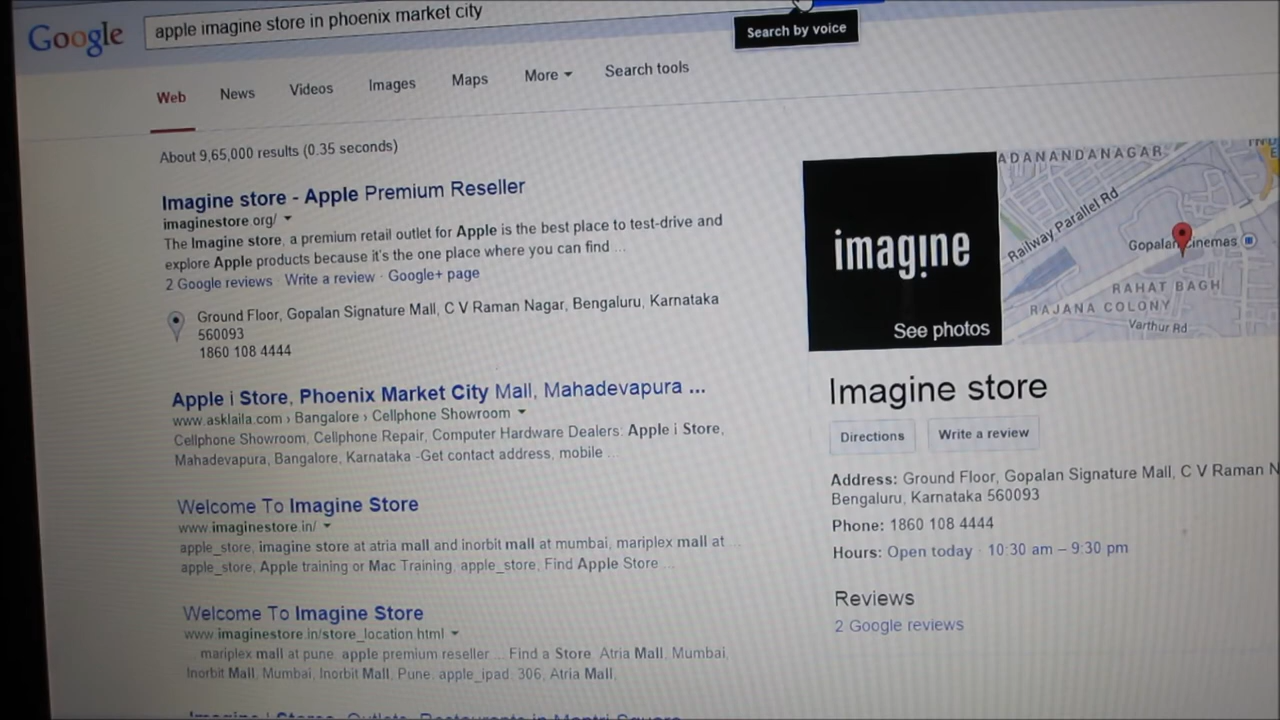 Google
apple imagine store in phoenix market city
Search by voice
Web News Videos Images Maps More Search tools
About 9,65,000 results (0.35 seconds)
Imagine store - Apple Premium Reseller
imaginestore.org/
The Imagine store, a premium retail outlet for Apple is the best place to test-drive and
explore Apple products because it's the one place where you can find ...
2 Google reviews · Write a review · Google+ page
Ground Floor, Gopalan Signature Mall, C V Raman Nagar, Bengaluru, Karnataka
560093
1860 108 4444
Apple i Store, Phoenix Market City Mall, Mahadevapura ...
www.asklaila.com › Bangalore › Cellphone Showroom
Cellphone Showroom, Cellphone Repair, Computer Hardware Dealers: Apple i Store,
Mahadevapura, Bangalore, Karnataka -Get contact address, mobile ...
Welcome To Imagine Store
www.imaginestore.in/
apple_store, imagine store at atria mall and inorbit mall at mumbai, mariplex mall at ...
apple_store, Apple training or Mac Training, apple_store, Find Apple Store ...
Welcome To Imagine Store
www.imaginestore.in/store_location.html
... mariplex mall at pune. apple premium reseller ... Find a Store. Atria Mall, Mumbai,
Inorbit Mall, Mumbai, Inorbit Mall, Pune. apple_ipad. 306, Atria Mall,
imagine
See photos
ADANANDANAGAR
Railway Parallel Rd
Gopalan Cinemas
RAHAT BAGH
RAJANA COLONY
Varthur Rd
Imagine store
Directions Write a review
Address: Ground Floor, Gopalan Signature Mall, C V Raman N
Bengaluru, Karnataka 560093
Phone: 1860 108 4444
Hours: Open today · 10:30 am – 9:30 pm
Reviews
2 Google reviews